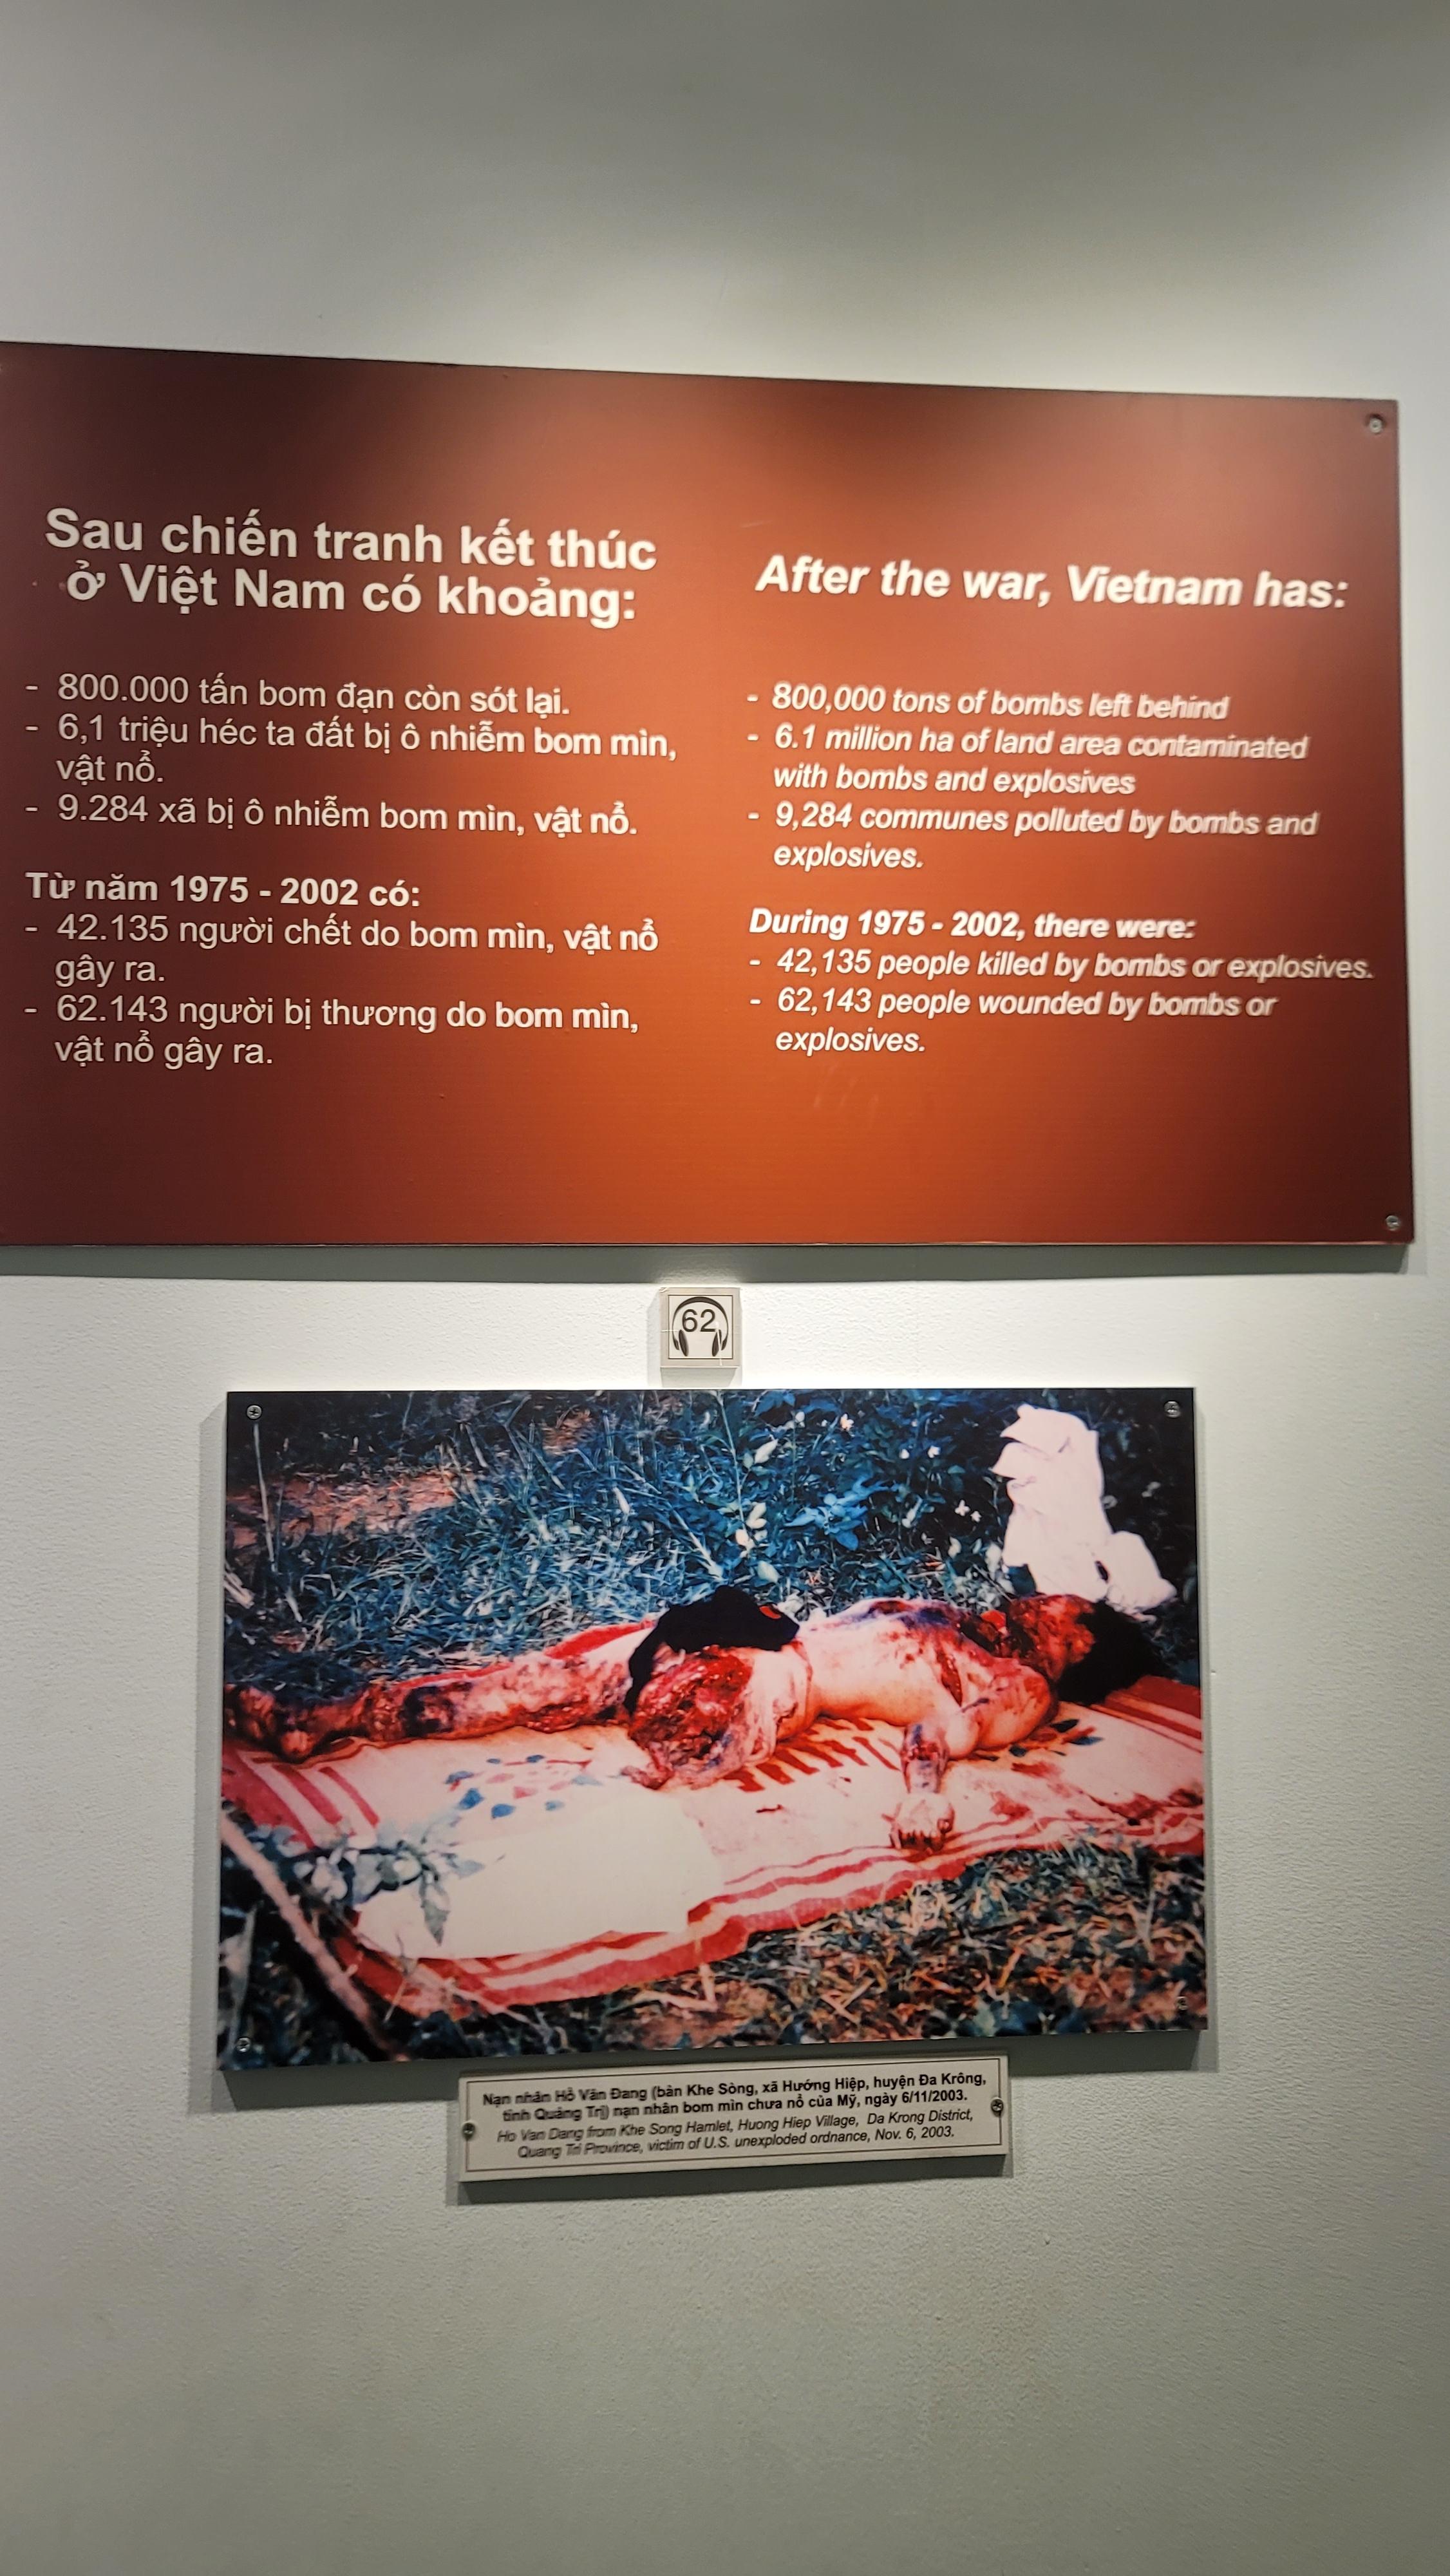 Sau chiến tranh kết thúc
ở Việt Nam có khoảng:
- 800.000 tấn bom đạn còn sót lại.
- 6,1 triệu héc ta đất bị ô nhiễm bom mìn,
vật nổ.
- 9.284 xã bị ô nhiễm bom mìn, vật nổ.
Từ năm 1975 - 2002 có:
- 42.135 người chết do bom mìn, vật nổ
gây ra.
- 62.143 người bị thương do bom mìn,
vật nổ gây ra.
After the war, Vietnam has:
- 800,000 tons of bombs left behind
- 6.1 million ha of land area contaminated
with bombs and explosives
- 9,284 communes polluted by bombs and
explosives.
During 1975 - 2002, there were:
- 42,135 people killed by bombs or explosives.
- 62,143 people wounded by bombs or
explosives.
62
Nạn nhân Hồ Văn Đang (bản Khe Sòng, xã Hướng Hiệp, huyện Đa Krông,
tỉnh Quảng Trị) nạn nhân bom mìn chưa nổ của Mỹ, ngày 6/11/2003.
Ho Van Dang from Khe Song Hamlet, Huong Hiep Village, Da Krong District,
Quang Tri Province, victim of U.S. unexploded ordnance, Nov. 6, 2003.